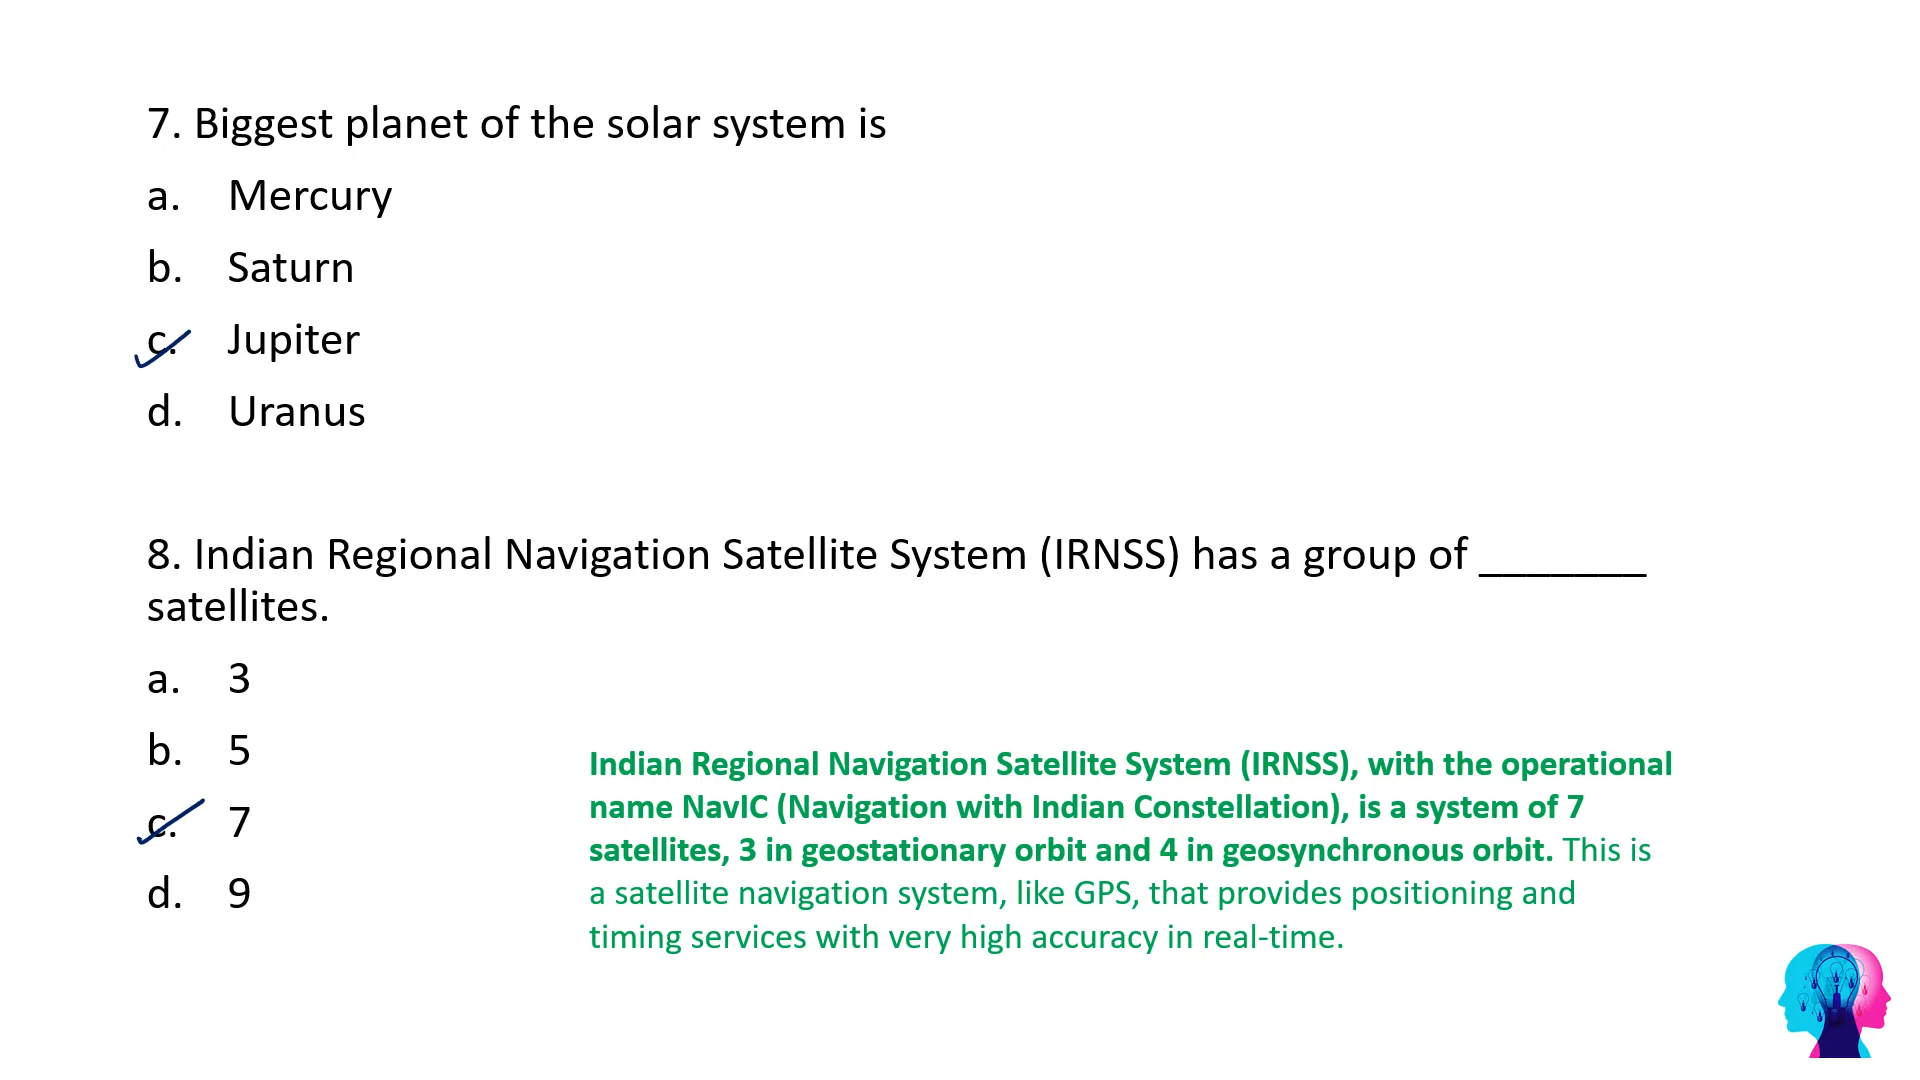 7. Biggest planet of the solar system is
a. Mercury
b. Saturn
c. Jupiter
d. Uranus
8. Indian Regional Navigation Satellite System (IRNSS) has a group of _______
satellites.
a. 3
b. 5
c. 7
d. 9
Indian Regional Navigation Satellite System (IRNSS), with the operational
name NavIC (Navigation with Indian Constellation), is a system of 7
satellites, 3 in geostationary orbit and 4 in geosynchronous orbit. This is
a satellite navigation system, like GPS, that provides positioning and
timing services with very high accuracy in real-time.